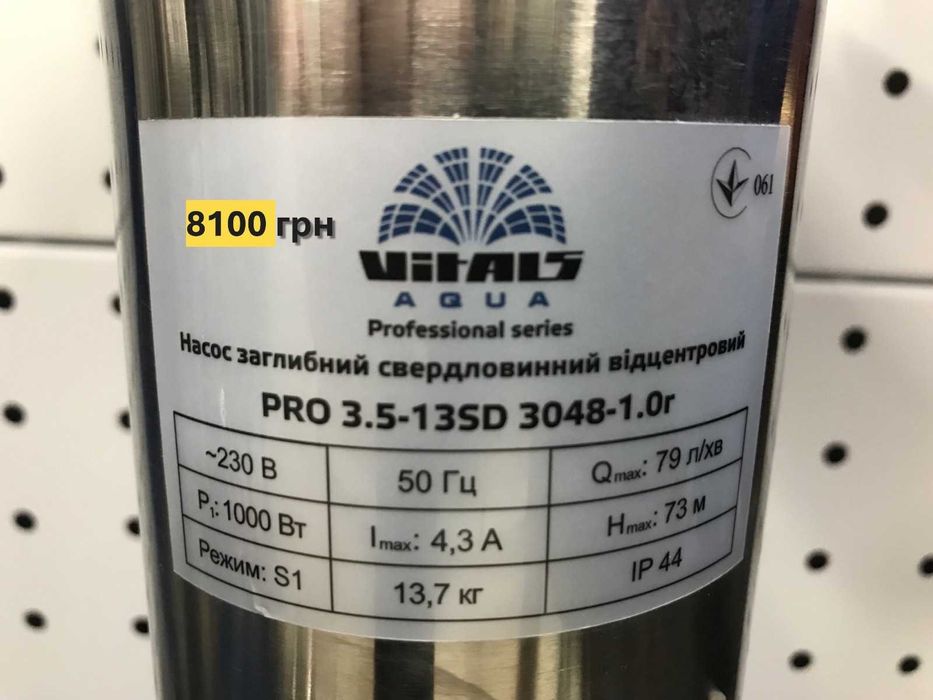 061
8100 грн
VitALS
AQUA
Professional series
Насос заглибний свердловинний відцентровий
PRO 3.5-13SD 3048-1.0г
~230 В 50 Гц Qmax: 79 л/хв
P1: 1000 Вт Imax: 4,3 А Hmax: 73 м
Режим: S1 13,7 кг IP 44